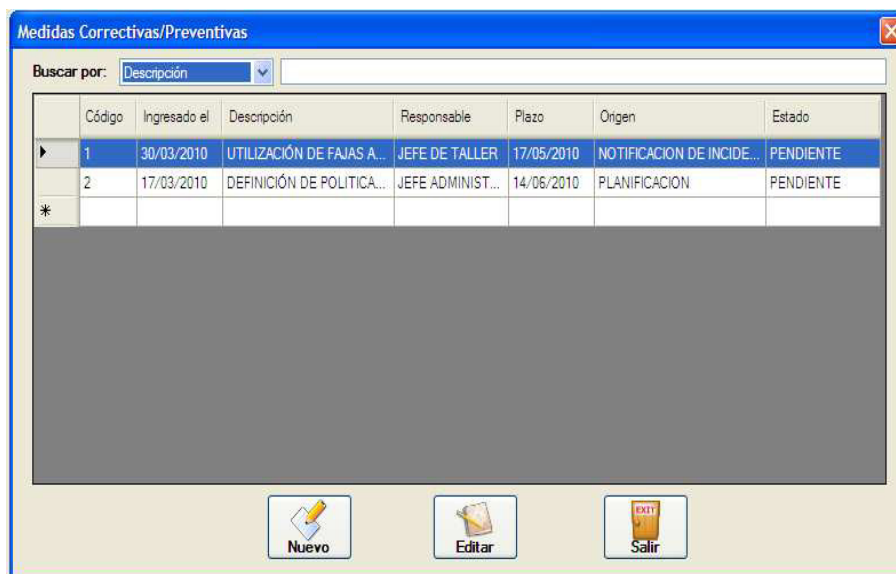 Medidas Correctivas/Preventivas
Buscar por: Descripción
Código Ingresado el Descripción Responsable Plazo Origen Estado
1 30/03/2010 UTILIZACIÓN DE FAJAS A... JEFE DE TALLER 17/05/2010 NOTIFICACION DE INCIDE... PENDIENTE
2 17/03/2010 DEFINICIÓN DE POLITICA... JEFE ADMINIST... 14/06/2010 PLANIFICACION PENDIENTE
EXIT
Nuevo Editar Salir